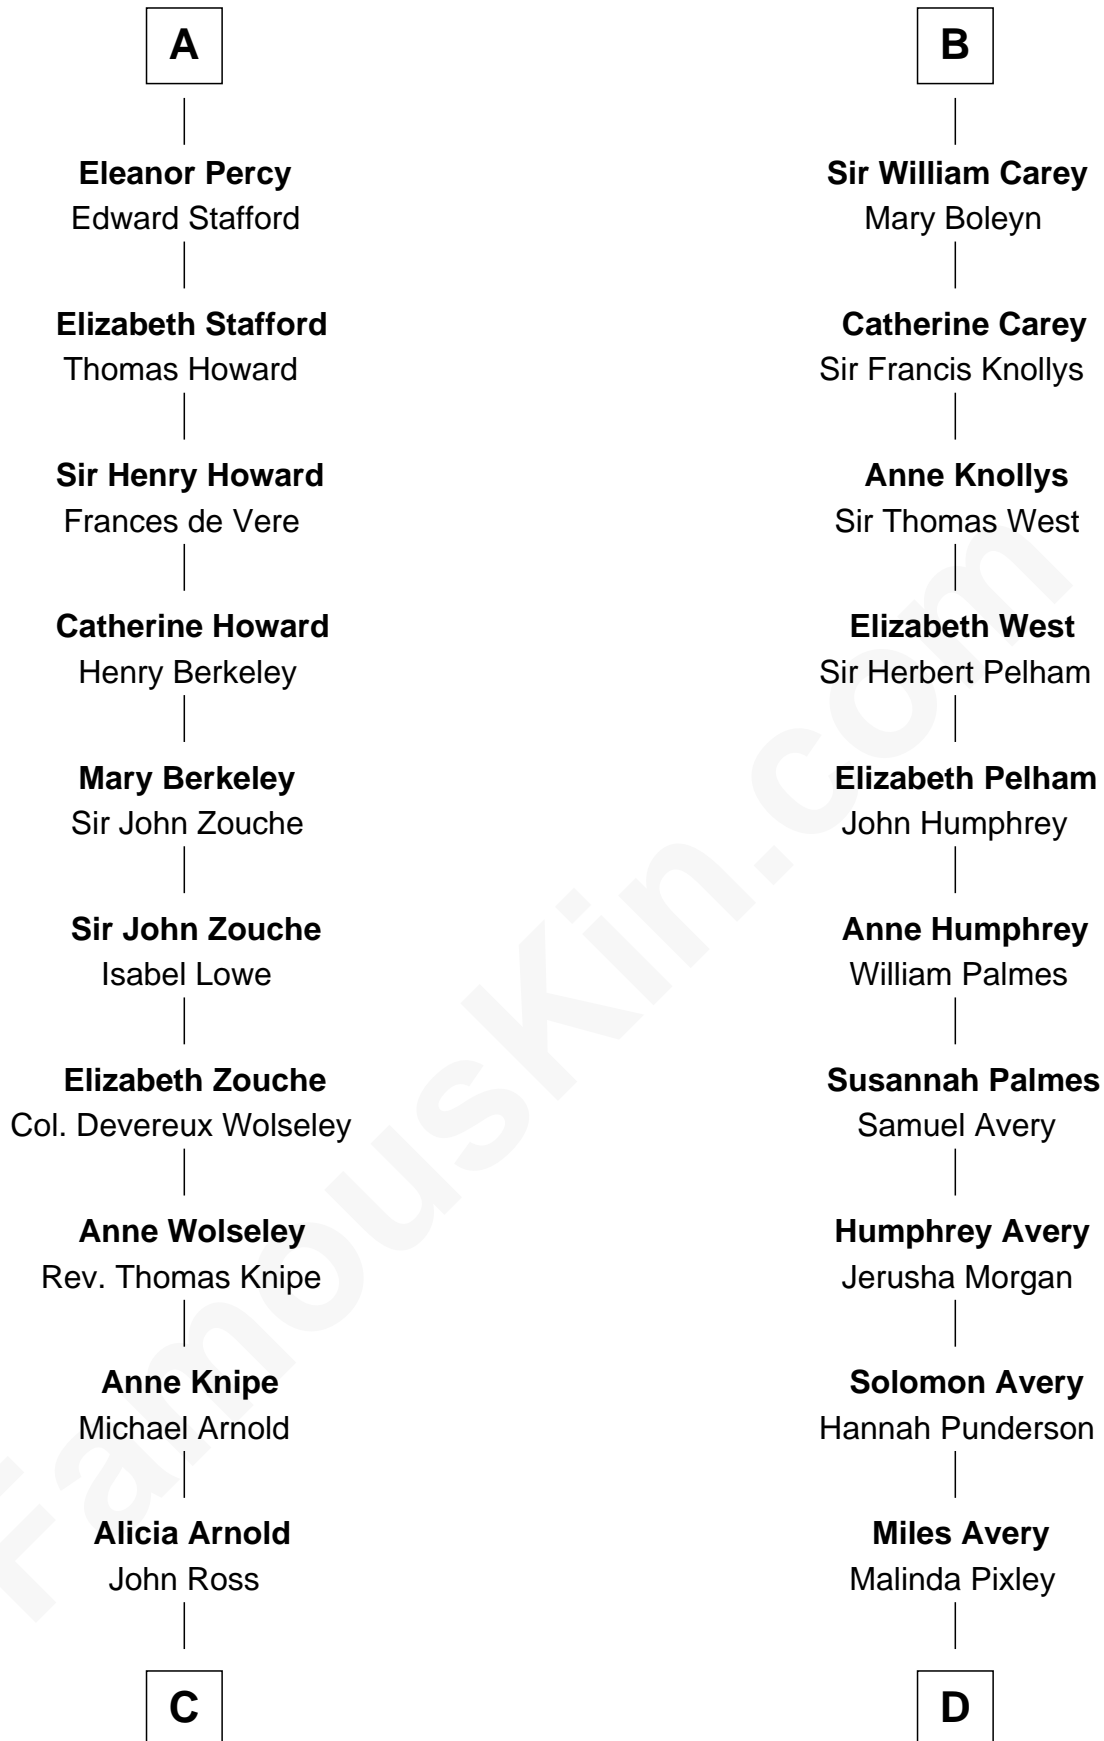 A
Eleanor Percy
Edward Stafford
Elizabeth Stafford
Thomas Howard
Sir Henry Howard
Frances de Vere
Catherine Howard
Henry Berkeley
Mary Berkeley
Sir John Zouche
Sir John Zouche
Isabel Lowe
Elizabeth Zouche
Col. Devereux Wolseley
Anne Wolseley
Rev. Thomas Knipe
Anne Knipe
Michael Arnold
Alicia Arnold
John Ross
C
B
Sir William Carey
Mary Boleyn
Catherine Carey
Sir Francis Knollys
Anne Knollys
Sir Thomas West
Elizabeth West
Sir Herbert Pelham
Elizabeth Pelham
John Humphrey
Anne Humphrey
William Palmes
Susannah Palmes
Samuel Avery
Humphrey Avery
Jerusha Morgan
Solomon Avery
Hannah Punderson
Miles Avery
Malinda Pixley
D
FamousKin.com